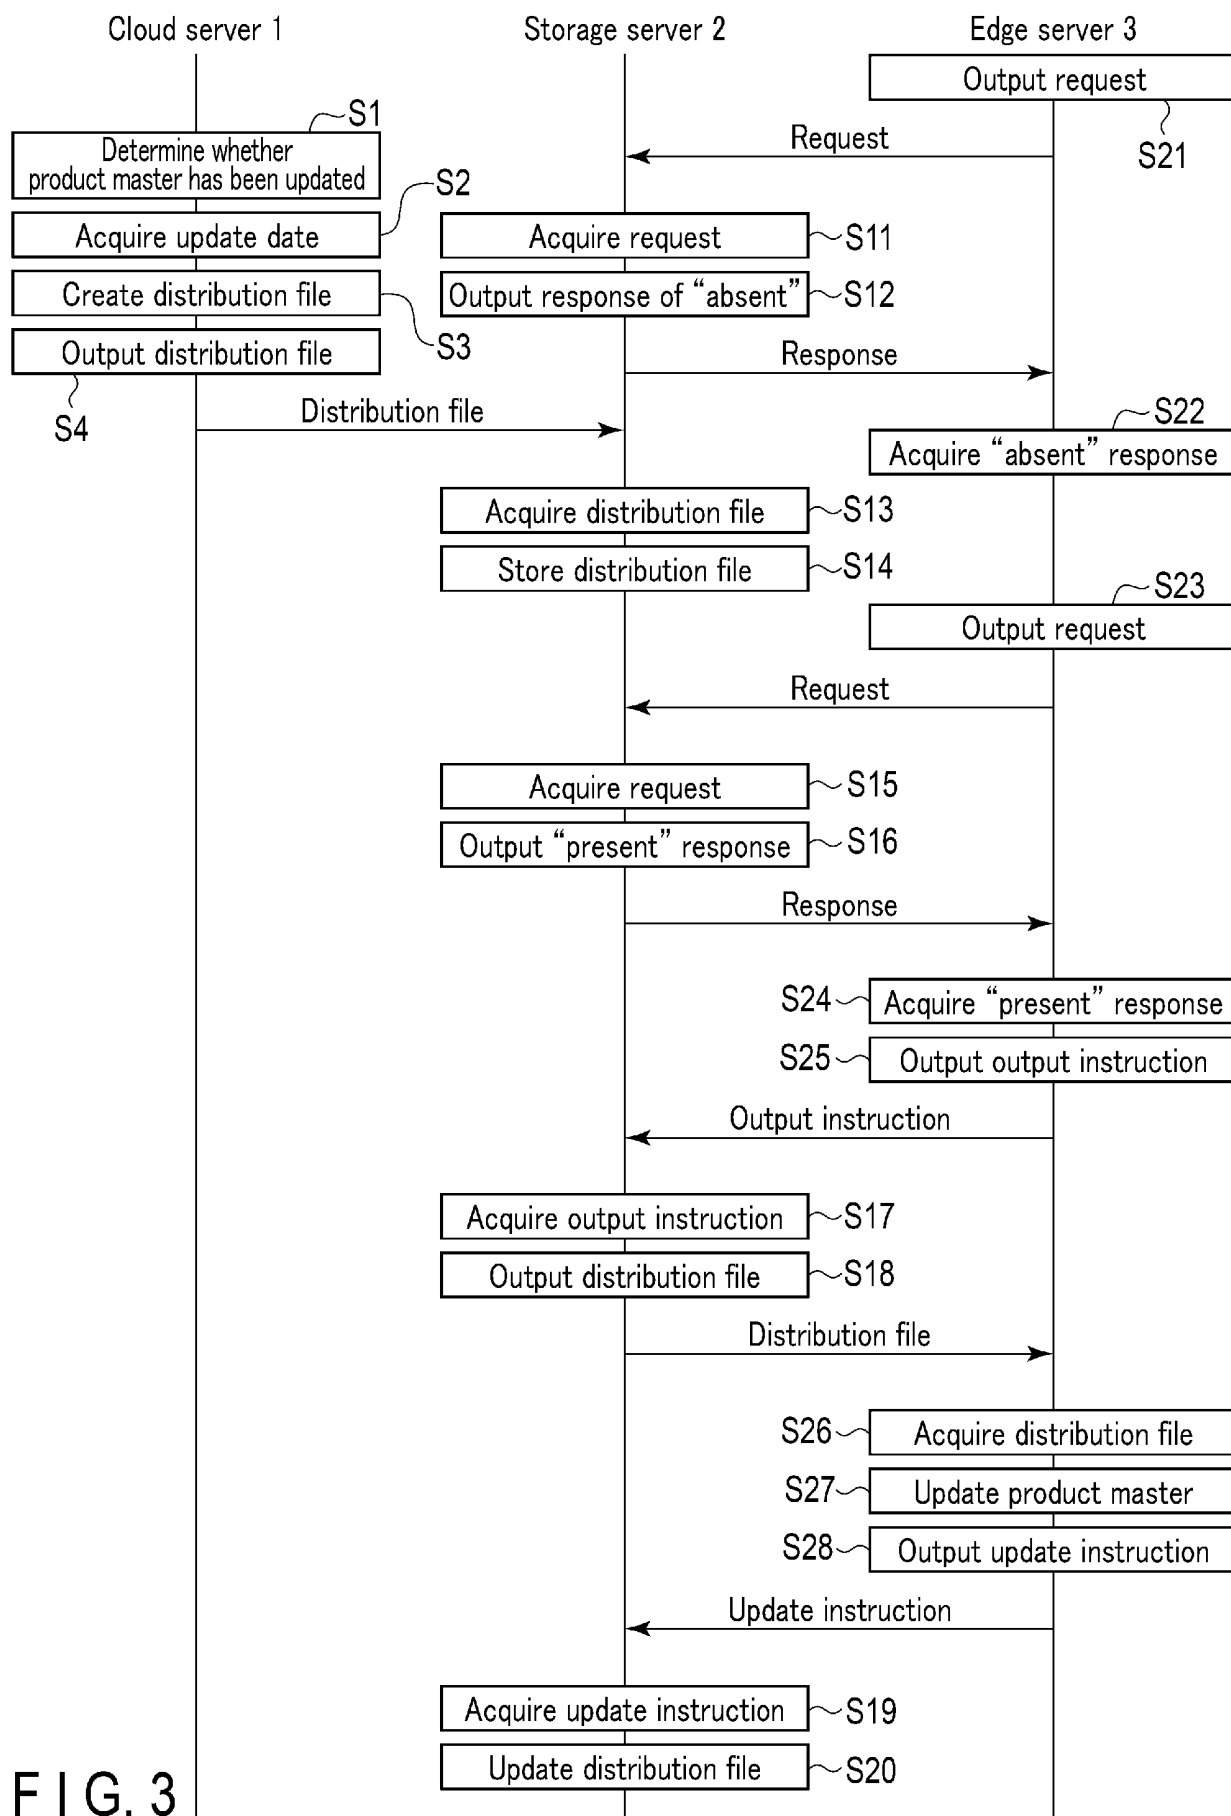 Cloud server 1
Storage server 2
Edge server 3
Output request
S21
Request
S1
Determine whether
product master has been updated
S2
Acquire update date
Acquire request
S11
Create distribution file
Output response of “absent”
S12
S3
Output distribution file
Response
S4
Distribution file
S22
Acquire “absent” response
Acquire distribution file
S13
Store distribution file
S14
S23
Output request
Request
Acquire request
S15
Output “present” response
S16
Response
S24
Acquire “present” response
S25
Output output instruction
Output instruction
Acquire output instruction
S17
Output distribution file
S18
Distribution file
S26
Acquire distribution file
S27
Update product master
S28
Output update instruction
Update instruction
Acquire update instruction
S19
Update distribution file
S20
FIG. 3